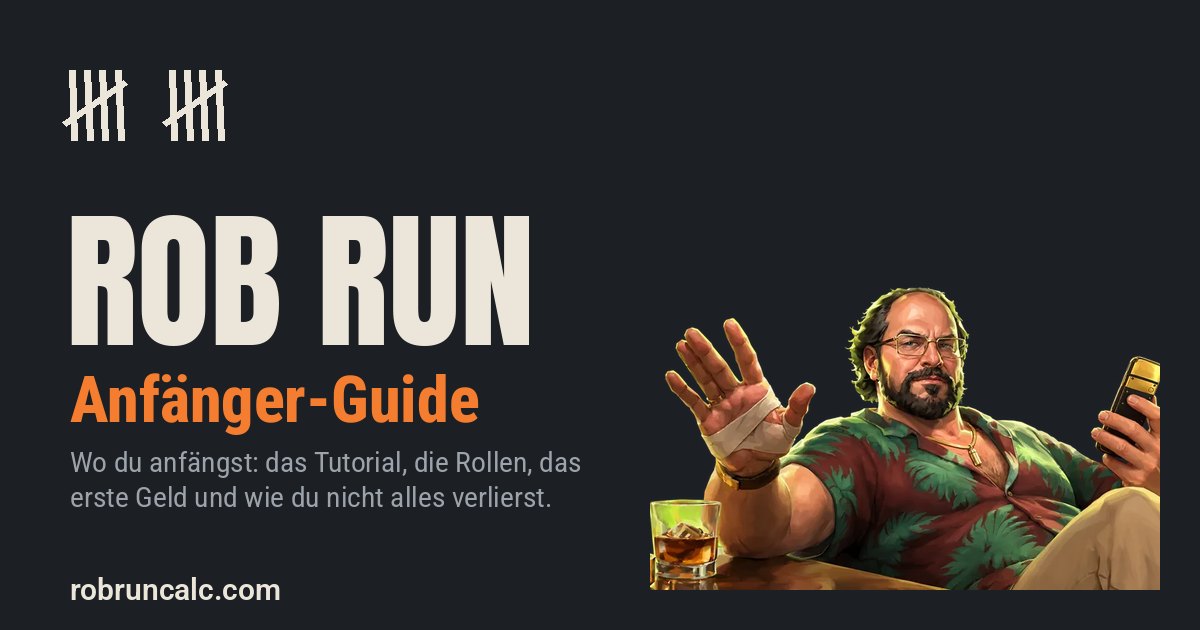 ROB RUN
Anfänger-Guide
Wo du anfängst: das Tutorial, die Rollen, das
erste Geld und wie du nicht alles verlierst.
robruncalc.com